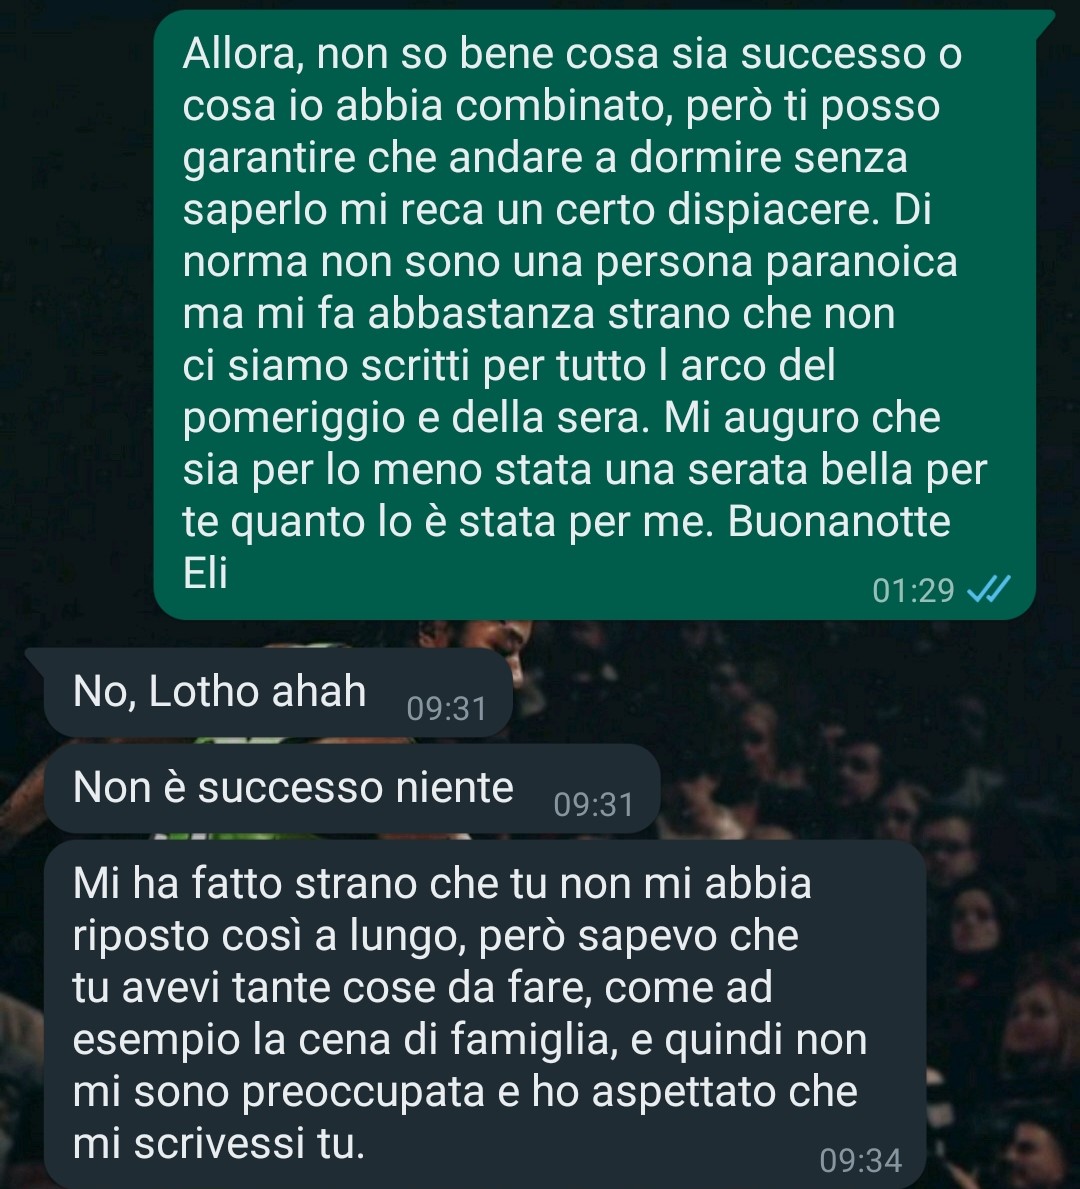 Allora, non so bene cosa sia successo o
cosa io abbia combinato, però ti posso
garantire che andare a dormire senza
saperlo mi reca un certo dispiacere. Di
norma non sono una persona paranoica
ma mi fa abbastanza strano che non
ci siamo scritti per tutto l arco del
pomeriggio e della sera. Mi auguro che
sia per lo meno stata una serata bella per
te quanto lo è stata per me. Buonanotte
Eli
01:29
No, Lotho ahah
09:31
Non è successo niente
09:31
Mi ha fatto strano che tu non mi abbia
riposto così a lungo, però sapevo che
tu avevi tante cose da fare, come ad
esempio la cena di famiglia, e quindi non
mi sono preoccupata e ho aspettato che
mi scrivessi tu.
09:34